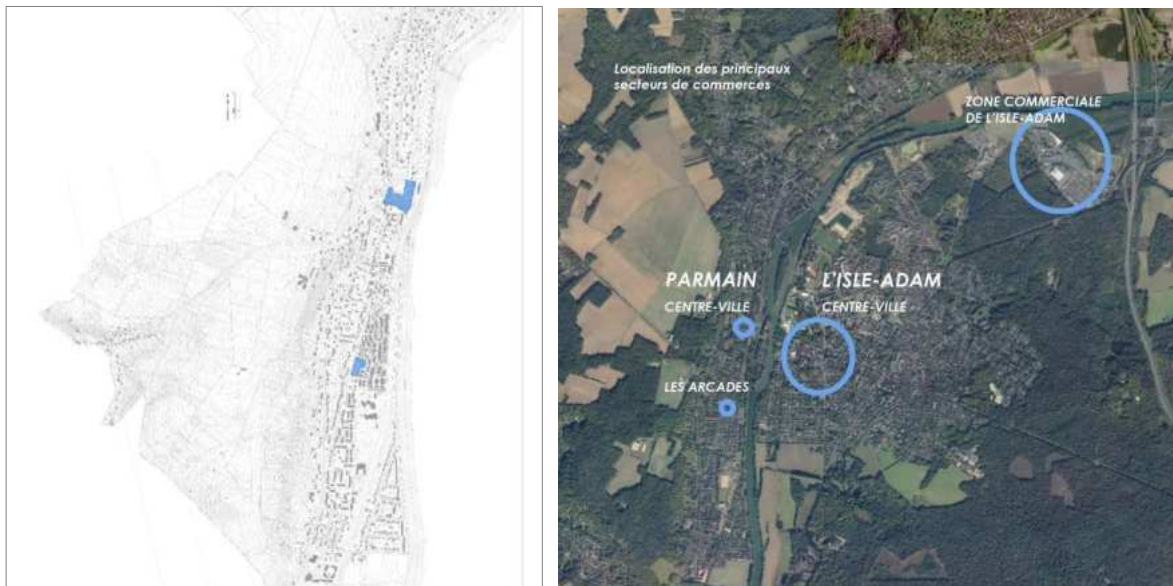 Localisation des principaux
secteurs de commerces
ZONE COMMERCIALE
DE L'ISLE-ADAM
PARMAIN
CENTRE-VILLE
L'ISLE-ADAM
CENTRE-VILLE
LES ARCADES